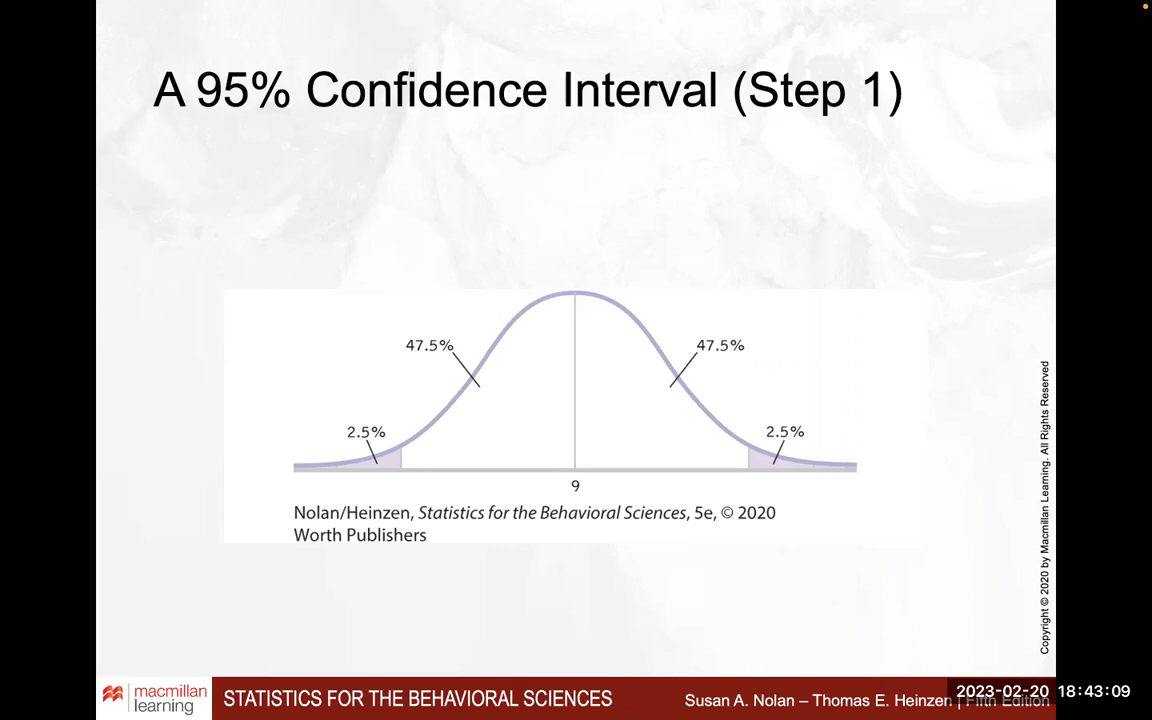 A 95% Confidence Interval (Step 1)
47.5%
47.5%
2.5%
2.5%
9
Nolan/Heinzen, Statistics for the Behavioral Sciences, 5e, © 2020
Worth Publishers
Copyright © 2020 by Macmillan Learning. All Rights Reserved
macmillan
learning
STATISTICS FOR THE BEHAVIORAL SCIENCES
Susan A. Nolan – Thomas E. Heinzen | Fifth Edition
2023-02-20 18:43:09